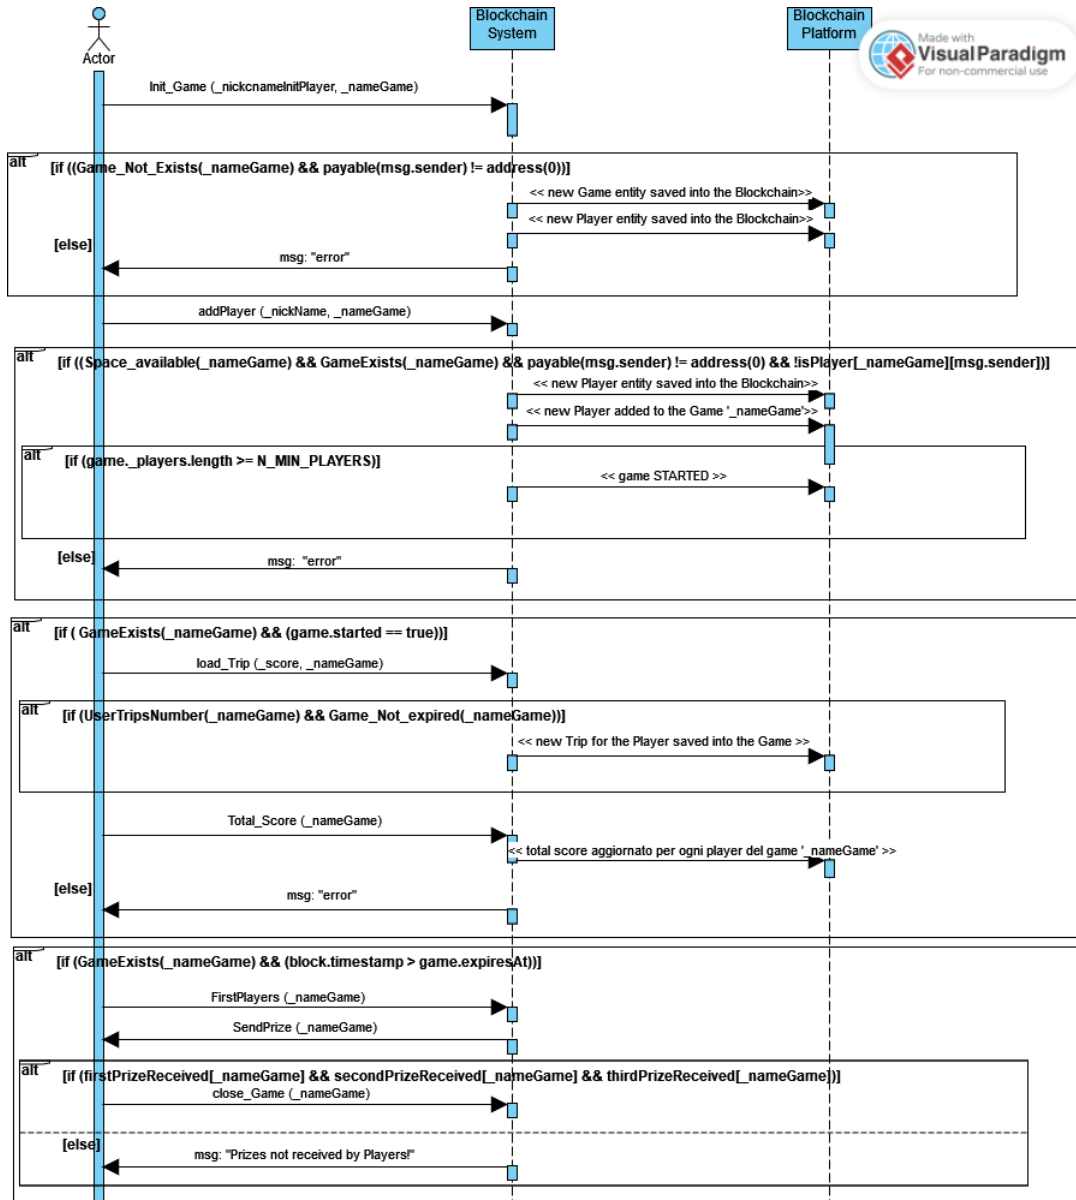 Blockchain
System
Blockchain
Platform
Made with
Visual Paradigm
For non-commercial use
Actor
Init_Game (_nickcnameInitPlayer, _nameGame)
alt
[if ((Game_Not_Exists(_nameGame) && payable(msg.sender) != address(0))]
<< new Game entity saved into the Blockchain>>
<< new Player entity saved into the Blockchain>>
[else]
msg: "error"
addPlayer (_nickName, _nameGame)
alt
[if ((Space_available(_nameGame) && GameExists(_nameGame) && payable(msg.sender) != address(0) && !isPlayer[_nameGame][msg.sender])]
<< new Player entity saved into the Blockchain>>
<< new Player added to the Game '_nameGame'>>
alt
[if (game._players.length >= N_MIN_PLAYERS)]
<< game STARTED >>
[else]
msg: "error"
alt
[if ( GameExists(_nameGame) && (game.started == true))]
load_Trip (_score, _nameGame)
alt
[if (UserTripsNumber(_nameGame) && Game_Not_expired(_nameGame))]
<< new Trip for the Player saved into the Game >>
Total_Score (_nameGame)
<< total score aggiornato per ogni player del game '_nameGame' >>
[else]
msg: "error"
alt
[if (GameExists(_nameGame) && (block.timestamp > game.expiresAt))]
FirstPlayers (_nameGame)
SendPrize (_nameGame)
alt
[if (firstPrizeReceived[_nameGame] && secondPrizeReceived[_nameGame] && thirdPrizeReceived[_nameGame])]
close_Game (_nameGame)
[else]
msg: "Prizes not received by Players!"